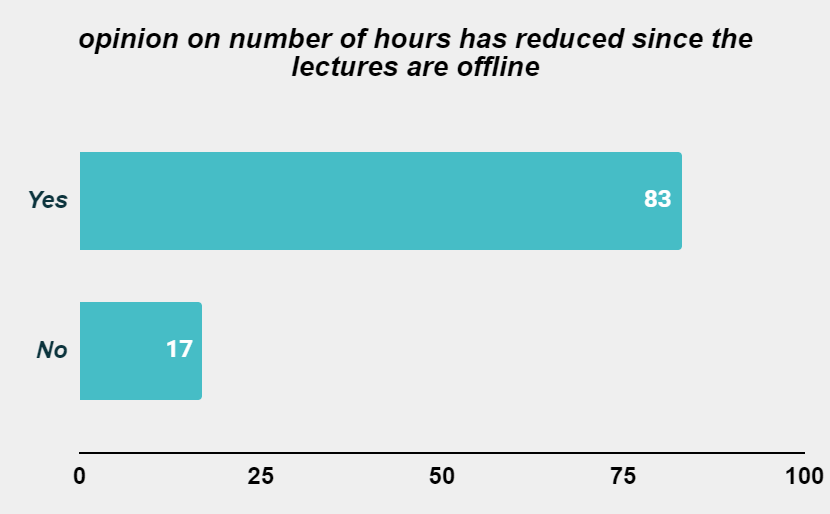 opinion on number of hours has reduced since the
lectures are offline
Yes
83
No
17
0 25 50 75 100